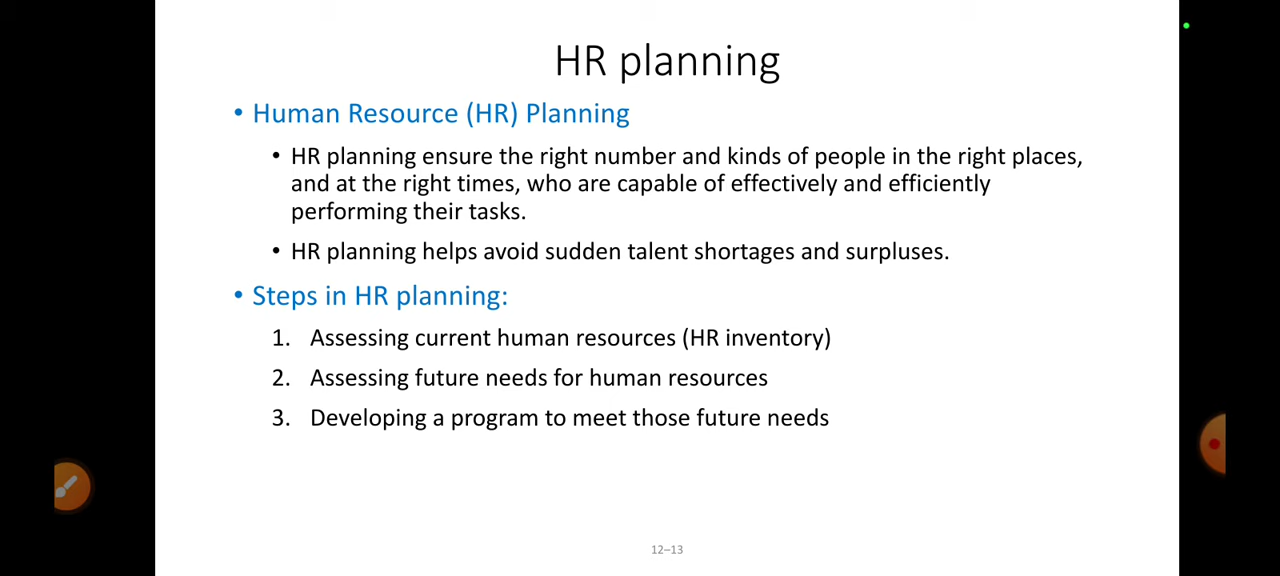 HR planning
• Human Resource (HR) Planning
• HR planning ensure the right number and kinds of people in the right places,
and at the right times, who are capable of effectively and efficiently
performing their tasks.
• HR planning helps avoid sudden talent shortages and surpluses.
• Steps in HR planning:
1. Assessing current human resources (HR inventory)
2. Assessing future needs for human resources
3. Developing a program to meet those future needs
12–13